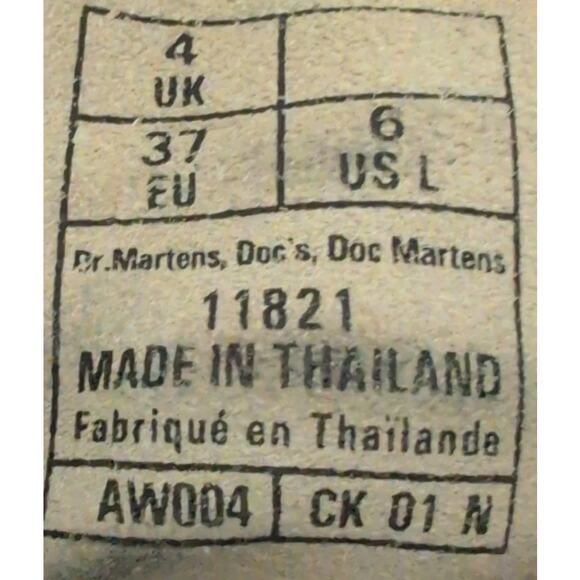 4
UK
37
EU
6
US L
Dr.Martens, Doc's, Doc Martens
11821
MADE IN THAILAND
Fabriqué en Thaïlande
AW004 CK 01 N